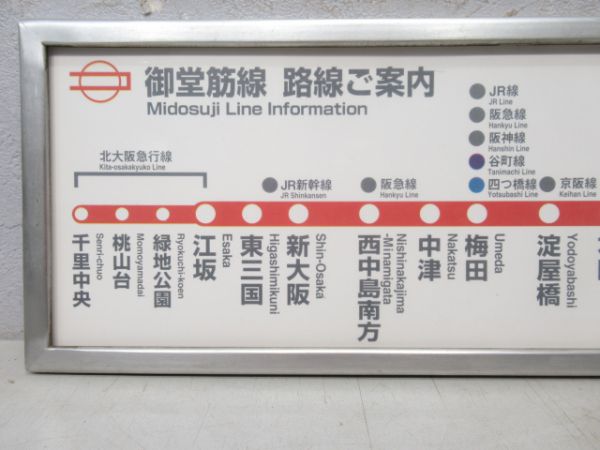 御堂筋線 路線ご案内
Midosuji Line Information
JR線
JR Line
阪急線
Hankyu Line
阪神線
Hanshin Line
谷町線
Tanimachi Line
四つ橋線
Yotsubashi Line
北大阪急行線
Kita-osakakyuko Line
JR新幹線
JR Shinkansen
阪急線
Hankyu Line
京阪線
Keihan Line
千里中央
Senri-chuo
桃山台
Momoyamadai
緑地公園
Ryokuchi-koen
江坂
Esaka
東三国
Higashimikuni
新大阪
Shin-Osaka
西中島南方
Nishinakajima
-Minamigata
中津
Nakatsu
梅田
Umeda
淀屋橋
Yodoyabashi